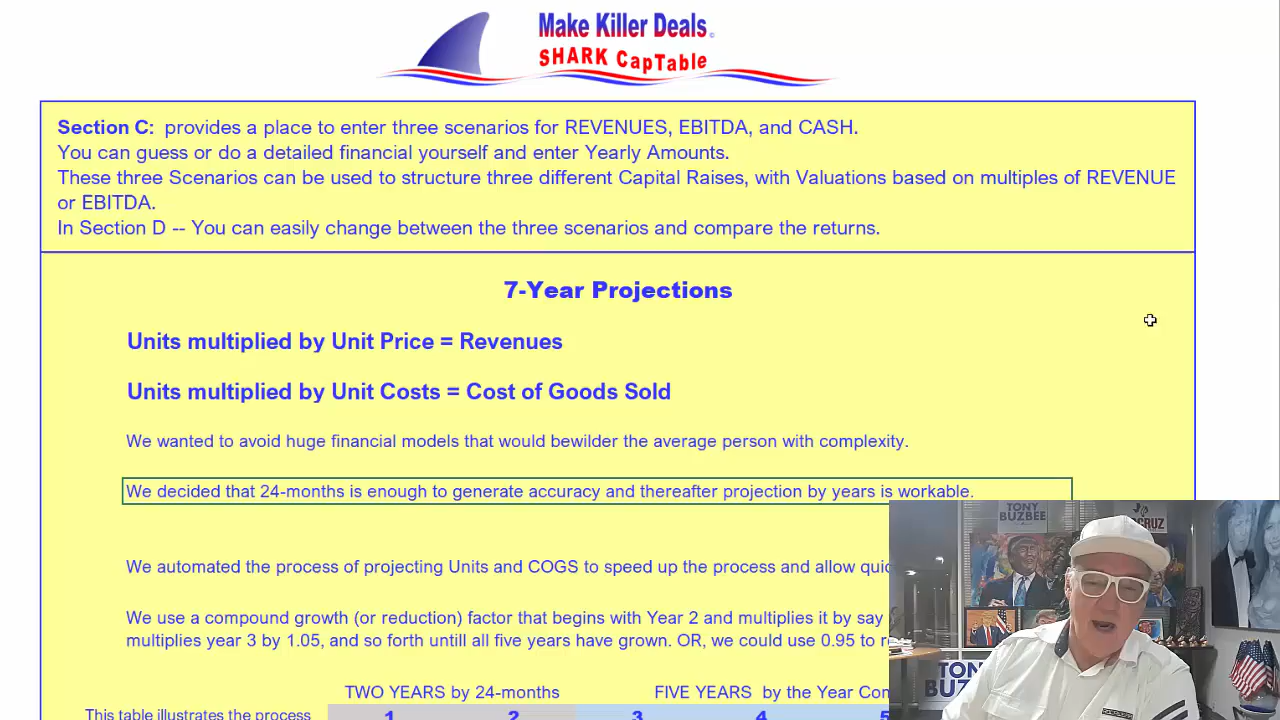 Make Killer Deals
SHARK CapTable
Section C: provides a place to enter three scenarios for REVENUES, EBITDA, and CASH.
You can guess or do a detailed financial yourself and enter Yearly Amounts.
These three Scenarios can be used to structure three different Capital Raises, with Valuations based on multiples of REVENUE
or EBITDA.
In Section D -- You can easily change between the three scenarios and compare the returns.
7-Year Projections
Units multiplied by Unit Price = Revenues
Units multiplied by Unit Costs = Cost of Goods Sold
We wanted to avoid huge financial models that would bewilder the average person with complexity.
We decided that 24-months is enough to generate accuracy and thereafter projection by years is workable.
We automated the process of projecting Units and COGS to speed up the process and allow
We use a compound growth (or reduction) factor that begins with Year 2 and multiplies it by say
multiplies year 3 by 1.05, and so forth untill all five years have grown. OR, we could use 0.95 to
TWO YEARS by 24-months FIVE YEARS by the Year
This table illustrates the process 1 2 3 4 5
TONY
BUZBEE
CRUZ
TONY